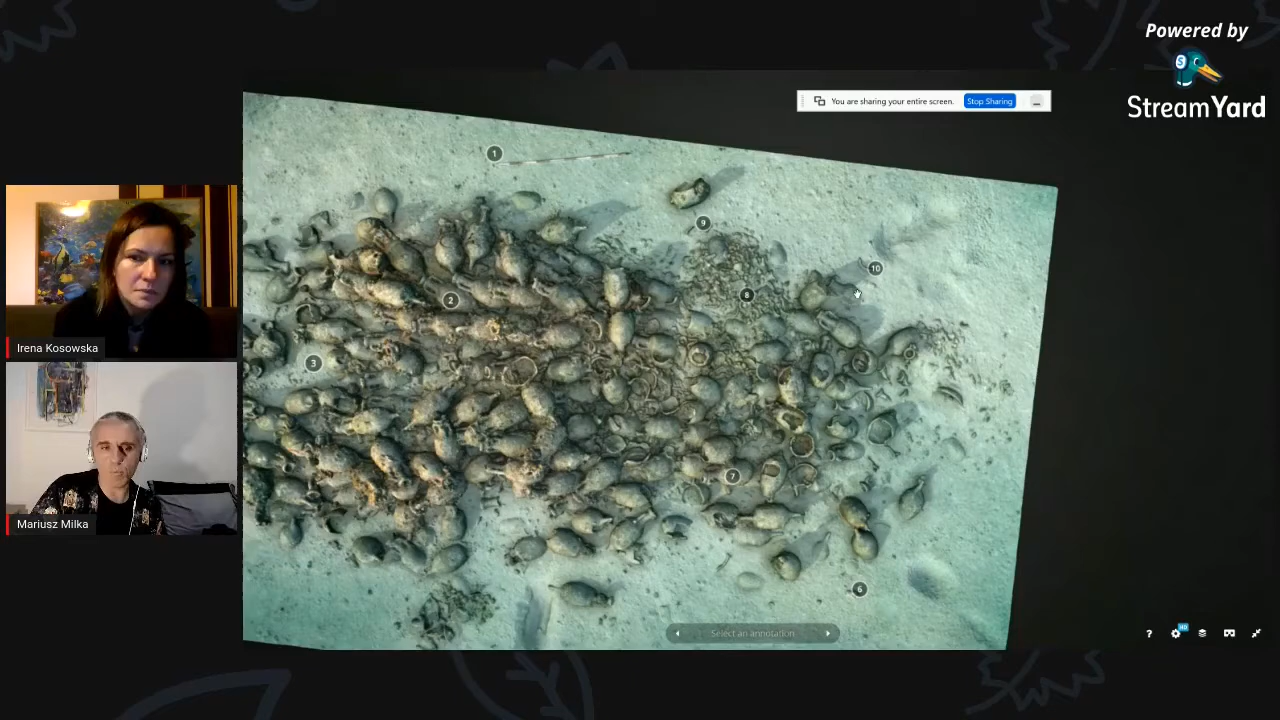 Powered by
StreamYard
You are sharing your entire screen.
Stop Sharing
1
9
10
8
2
3
7
6
Select an annotation
?
HD
Irena Kosowska
Mariusz Milka